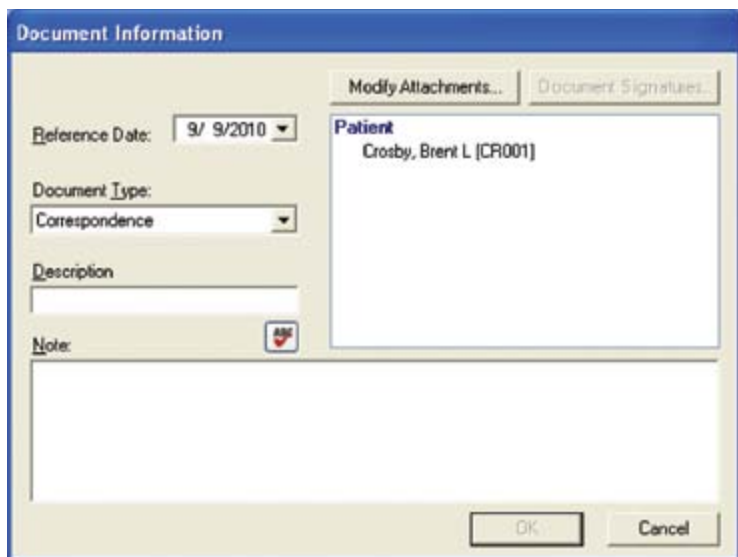 Document Information
Modify Attachments...
Document Signatures...
Reference Date:
9/ 9/2010
Patient
Crosby, Brent L [CR001]
Document Type:
Correspondence
Description
ABC
Note:
OK
Cancel